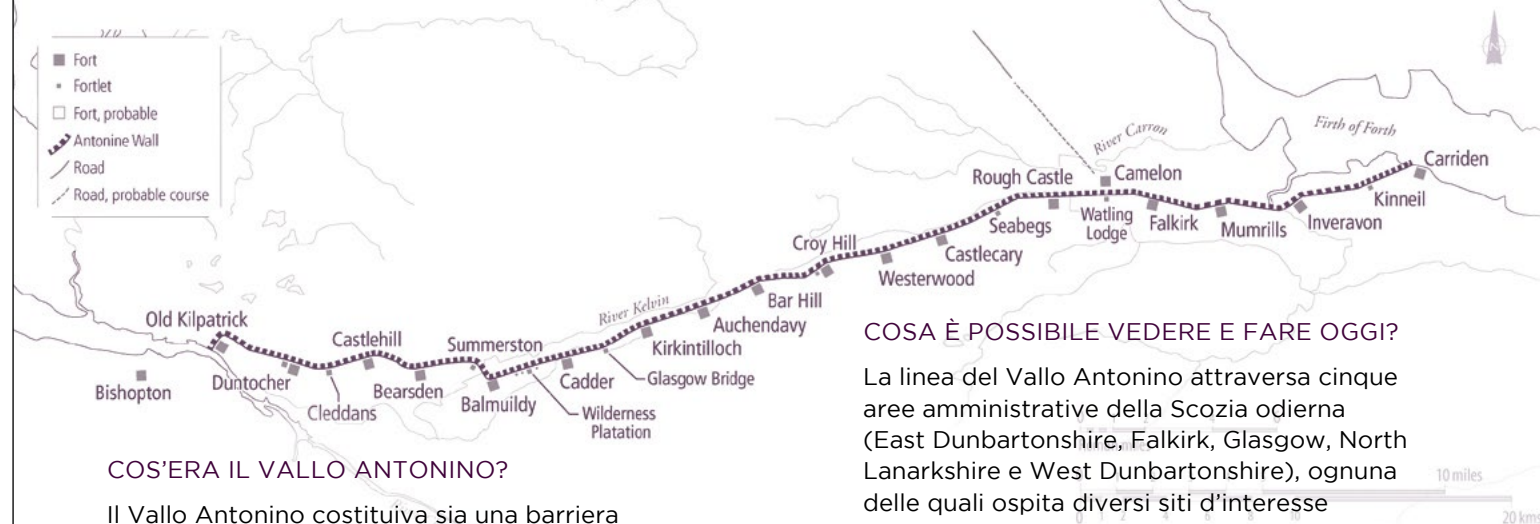 Fort
Fortlet
Fort, probable
Antonine Wall
Road
Road, probable course
Firth of Forth
River Carron
Carriden
Rough Castle
Camelon
Kinneil
Seabegs
Watling
Lodge
Falkirk
Mumrills
Inveravon
Croy Hill
Castlecary
Westerwood
Bar Hill
River Kelvin
Auchendavy
Old Kilpatrick
Castlehill
Summerston
Kirkintilloch
Glasgow Bridge
Bishopton
Duntocher
Cleddans
Bearsden
Balmuildy
Cadder
Wilderness
Platation
COS'ERA IL VALLO ANTONINO?
Il Vallo Antonino costituiva sia una barriera
COSA È POSSIBILE VEDERE E FARE OGGI?
La linea del Vallo Antonino attraversa cinque
aree amministrative della Scozia odierna
(East Dunbartonshire, Falkirk, Glasgow, North
Lanarkshire e West Dunbartonshire), ognuna
delle quali ospita diversi siti d'interesse
10 miles
20 kms